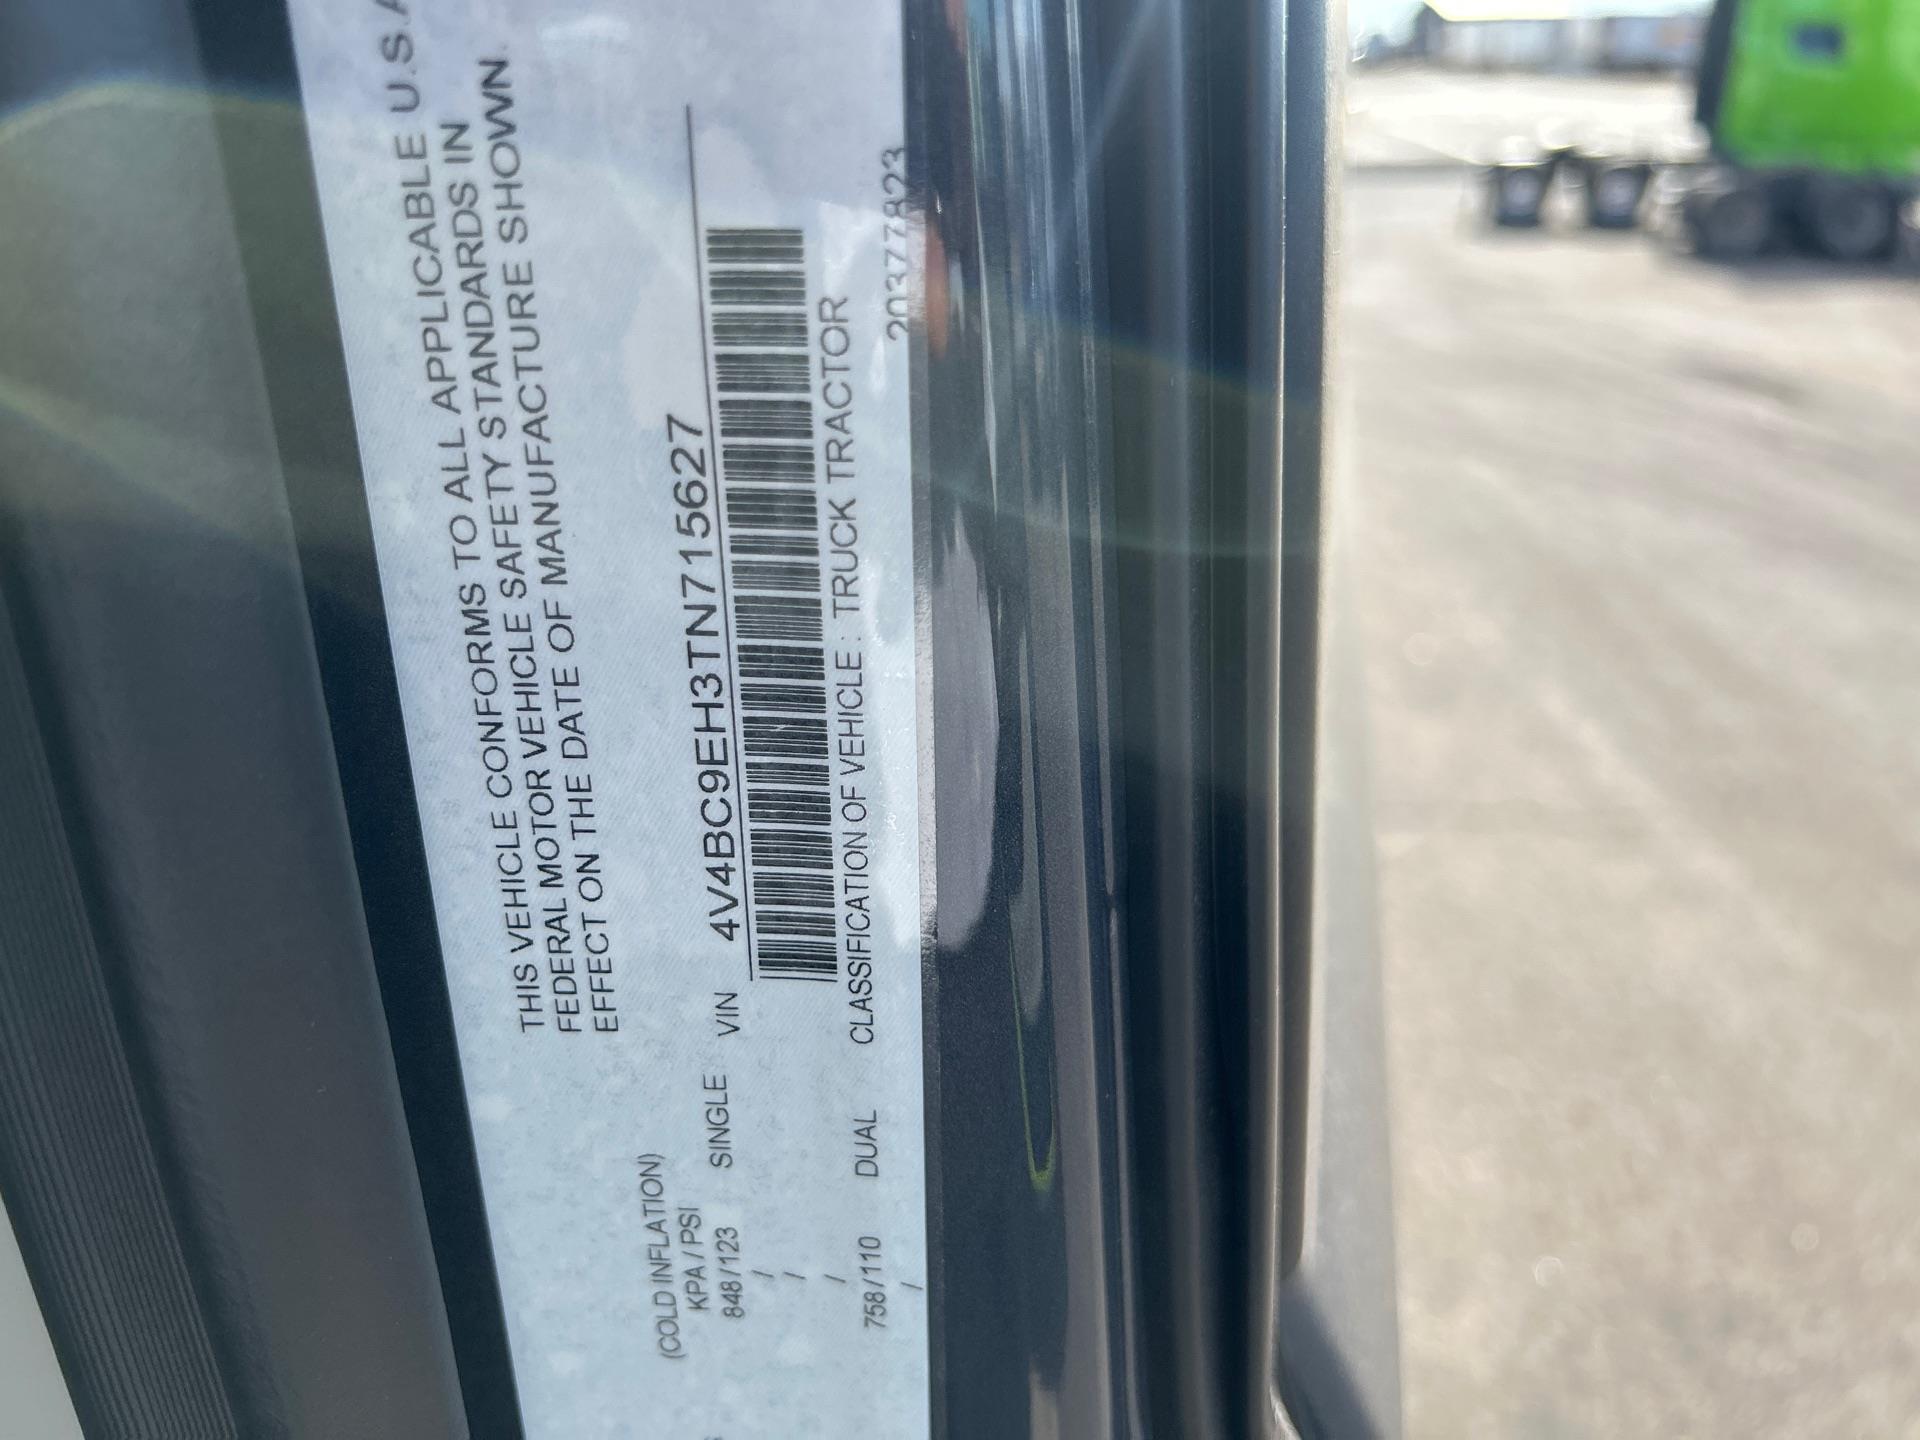 THIS VEHICLE CONFORMS TO ALL APPLICABLE U.S.A
FEDERAL MOTOR VEHICLE SAFETY STANDARDS IN
EFFECT ON THE DATE OF MANUFACTURE SHOWN.
(COLD INFLATION)
KPA / PSI
848 / 123 SINGLE VIN 4V4BC9EH3TN715627
/
/
/
758 / 110 DUAL CLASSIFICATION OF VEHICLE : TRUCK TRACTOR
/
20377823